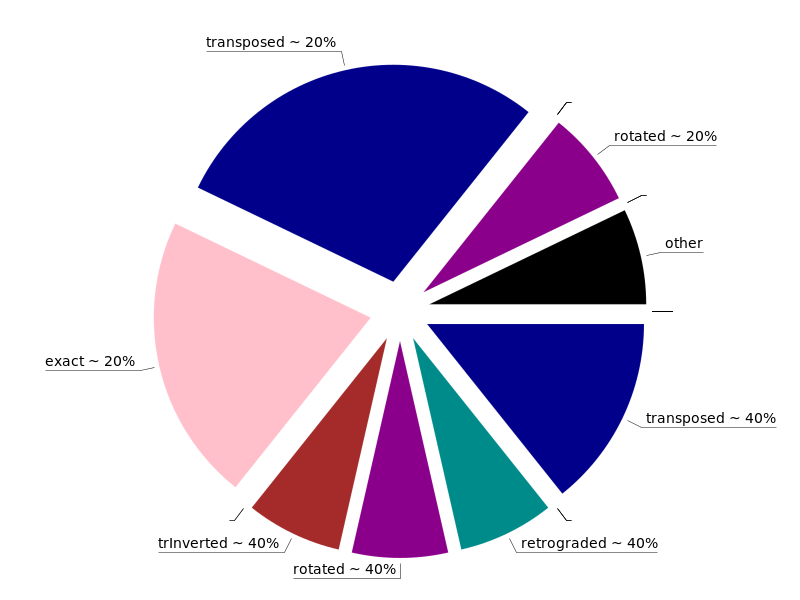 transposed ~ 20%
rotated ~ 20%
other
exact ~ 20%
transposed ~ 40%
trInverted ~ 40%
retrograded ~ 40%
rotated ~ 40%